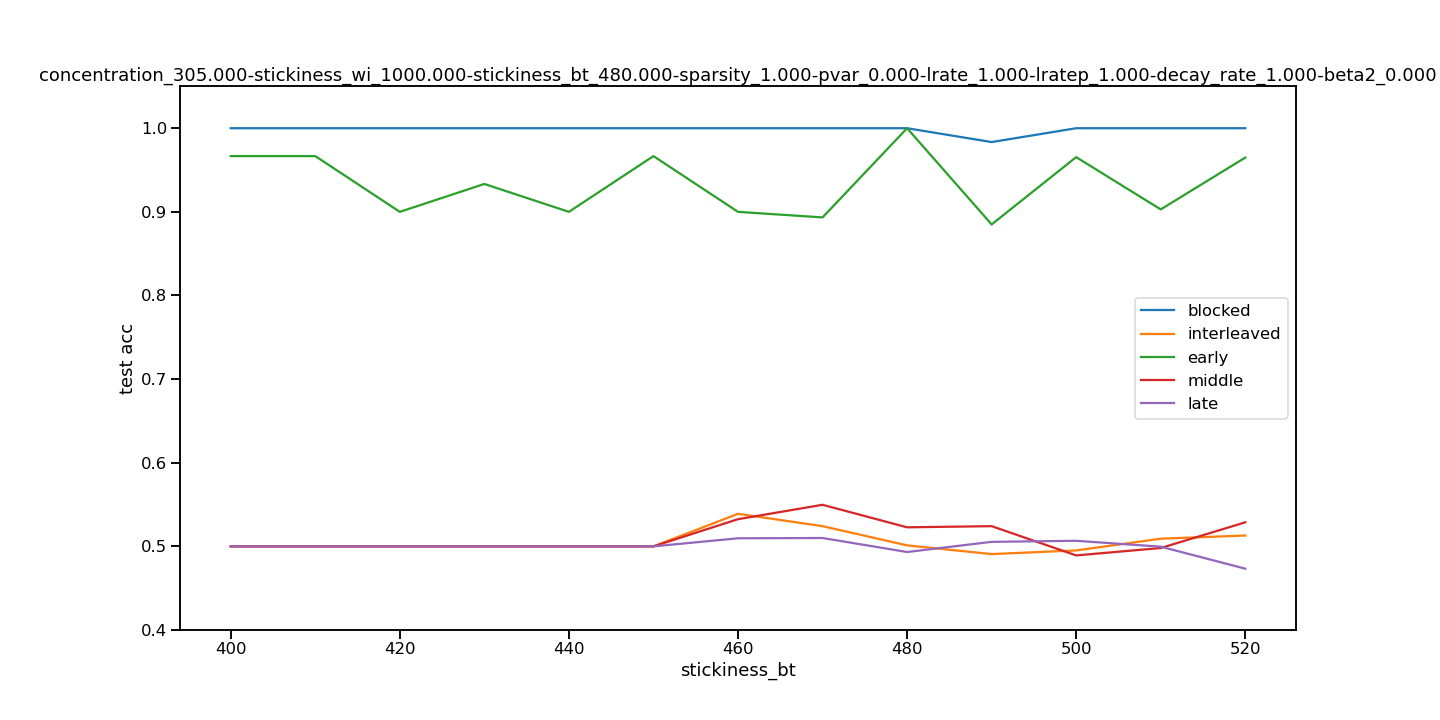 concentration_305.000-stickiness_wi_1000.000-stickiness_bt_480.000-sparsity_1.000-pvar_0.000-lrate_1.000-lratep_1.000-decay_rate_1.000-beta2_0.000
1.0
0.9
0.8
0.7
0.6
0.5
0.4
test acc
blocked
interleaved
early
middle
late
400 420 440 460 480 500 520
stickiness_bt